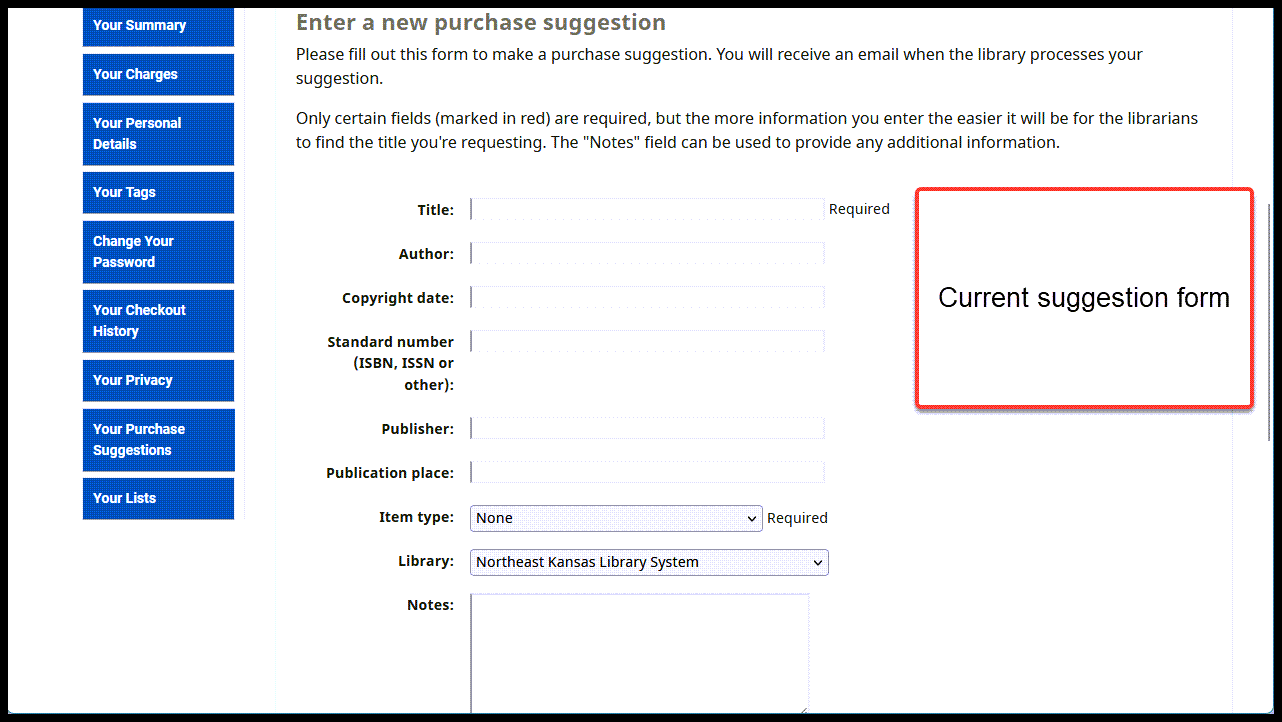 Your Summary
Your Charges
Your Personal
Details
Your Tags
Change Your
Password
Your Checkout
History
Your Privacy
Your Purchase
Suggestions
Your Lists
Enter a new purchase suggestion
Please fill out this form to make a purchase suggestion. You will receive an email when the library processes your
suggestion.
Only certain fields (marked in red) are required, but the more information you enter the easier it will be for the librarians
to find the title you're requesting. The "Notes" field can be used to provide any additional information.
Title: Required
Author:
Copyright date:
Standard number
(ISBN, ISSN or
other):
Publisher:
Publication place:
Item type: None Required
Library: Northeast Kansas Library System
Notes:
Current suggestion form